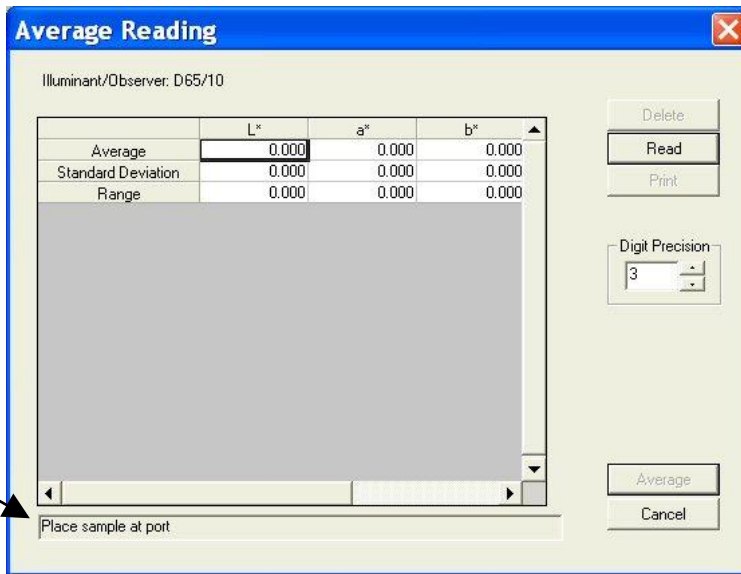 Average Reading
Illuminant/Observer: D65/10
L* a* b*
Average 0.000 0.000 0.000
Standard Deviation 0.000 0.000 0.000
Range 0.000 0.000 0.000
Delete
Read
Print
Digit Precision
3
Average
Cancel
Place sample at port